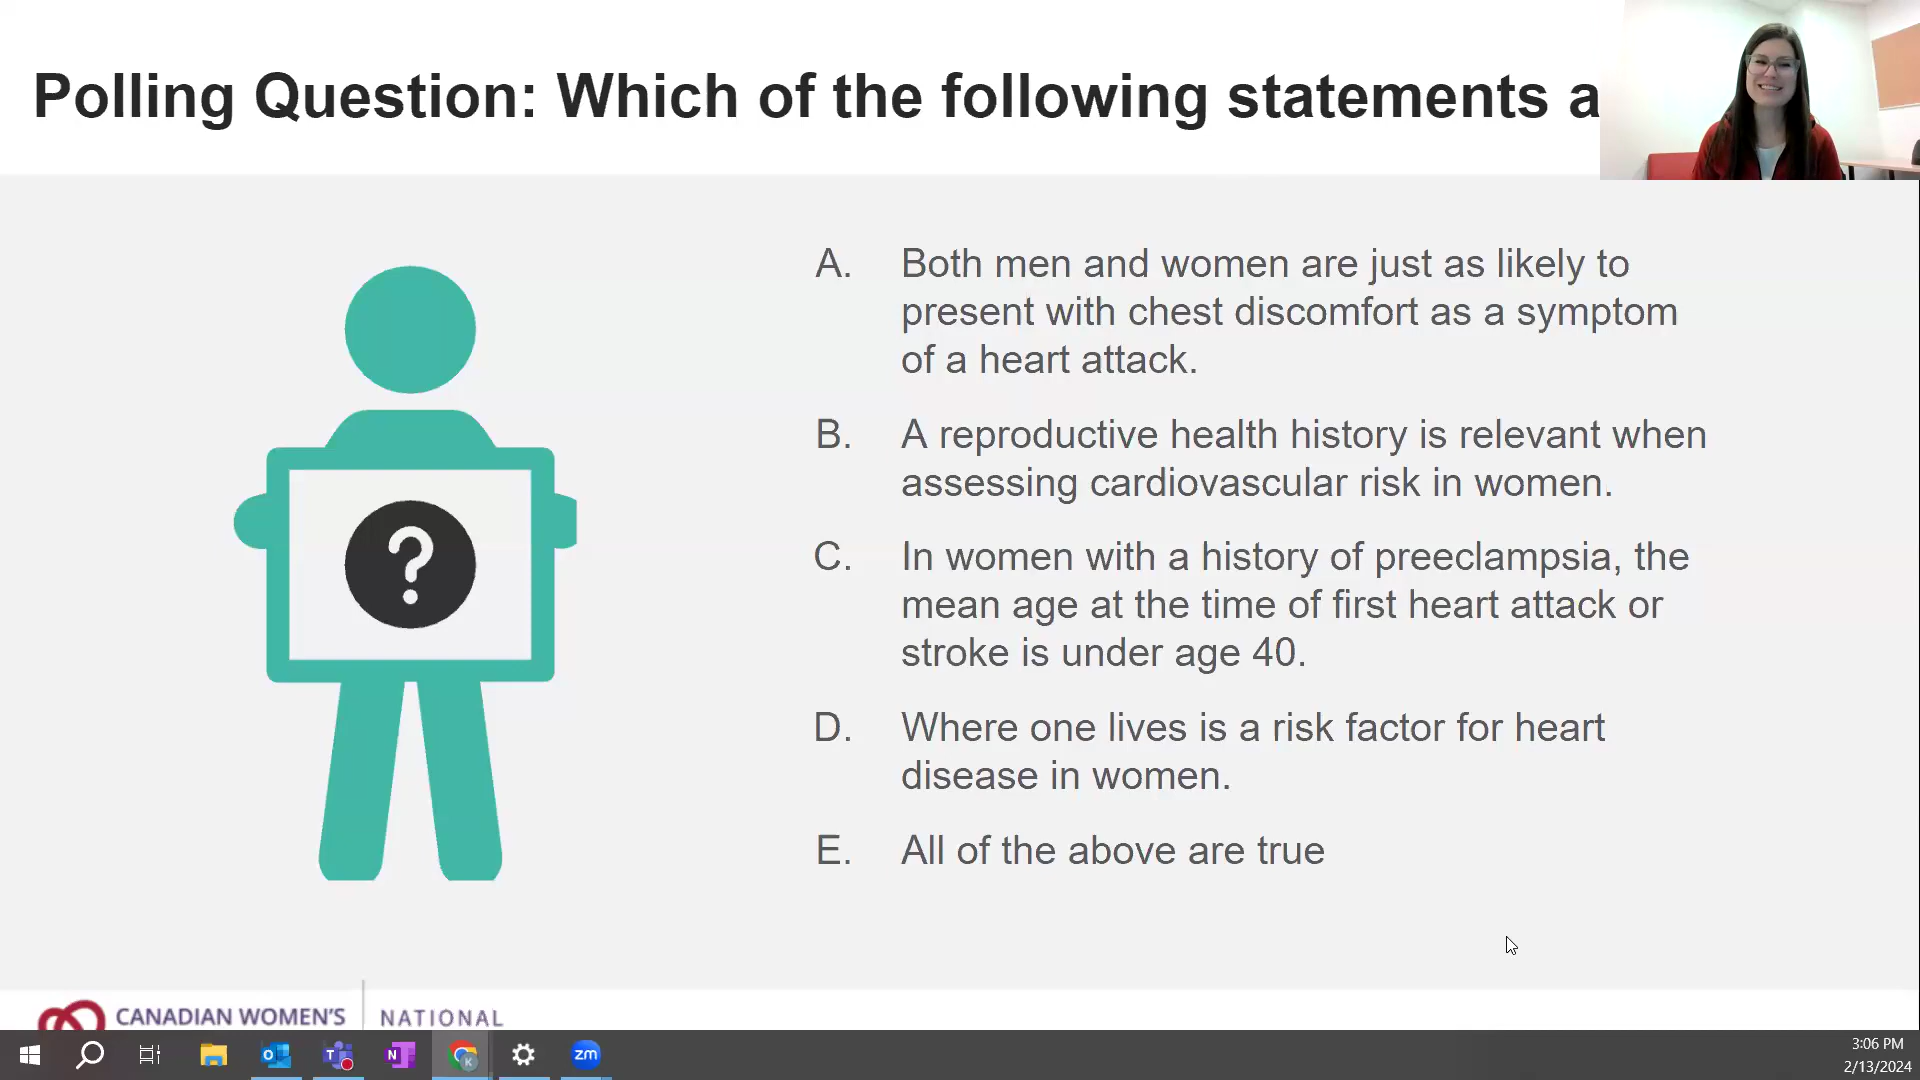 Polling Question: Which of the following statements a
A. Both men and women are just as likely to
present with chest discomfort as a symptom
of a heart attack.
B. A reproductive health history is relevant when
assessing cardiovascular risk in women.
C. In women with a history of preeclampsia, the
mean age at the time of first heart attack or
stroke is under age 40.
D. Where one lives is a risk factor for heart
disease in women.
E. All of the above are true
?
CANADIAN WOMEN'S
NATIONAL
zm
3:06 PM
2/13/2024